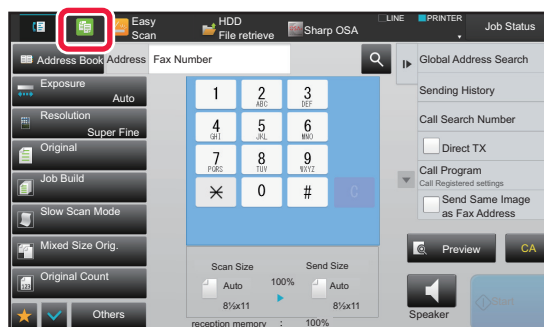 Easy
Scan
HDD
File retrieve
Sharp OSA
LINE
PRINTER
Job Status
Address Book
Address
Fax Number
Global Address Search
Exposure
Auto
Sending History
Resolution
Super Fine
Call Search Number
Original
Direct TX
Job Build
Call Program
Call Registered settings
Slow Scan Mode
Send Same Image
as Fax Address
Mixed Size Orig.
Original Count
Others
1
2
ABC
3
DEF
4
GHI
5
JKL
6
MNO
7
PQRS
8
TUV
9
WXYZ
0
#
C
Scan Size
Send Size
Auto
100%
Auto
8½x11
8½x11
reception memory : 100%
Preview
CA
Speaker
Start